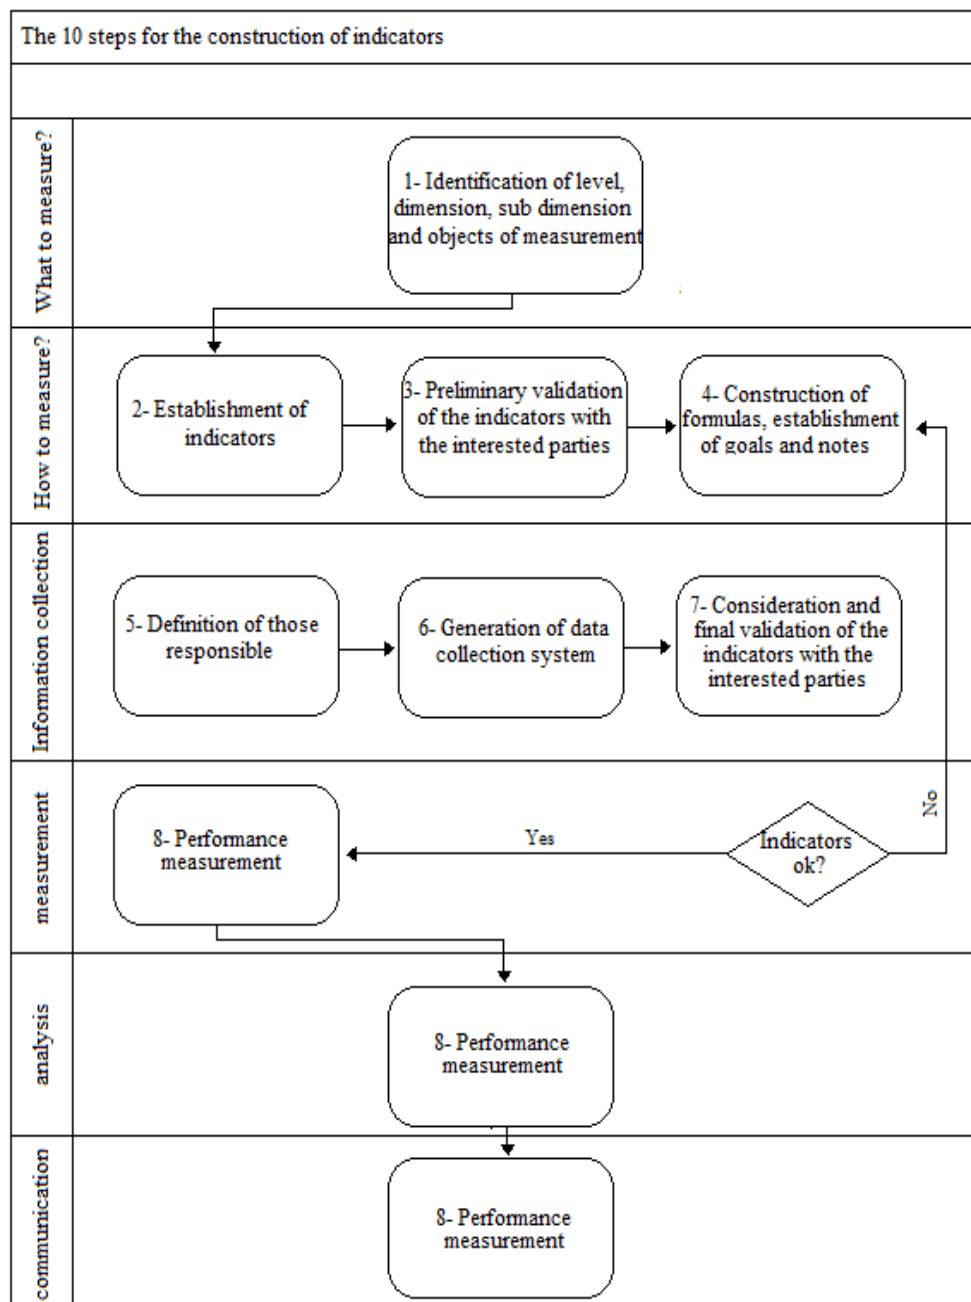 The 10 steps for the construction of indicators
What to measure?
1- Identification of level,
dimension, sub dimension
and objects of measurement
How to measure?
2- Establishment of
indicators
3- Preliminary validation
of the indicators with
the interested parties
4- Construction of
formulas, establishment
of goals and notes
Information collection
5- Definition of those
responsible
6- Generation of data
collection system
7- Consideration and
final validation of the
indicators with the
interested parties
measurement
8- Performance
measurement
Yes
Indicators
ok?
No
analysis
8- Performance
measurement
communication
8- Performance
measurement